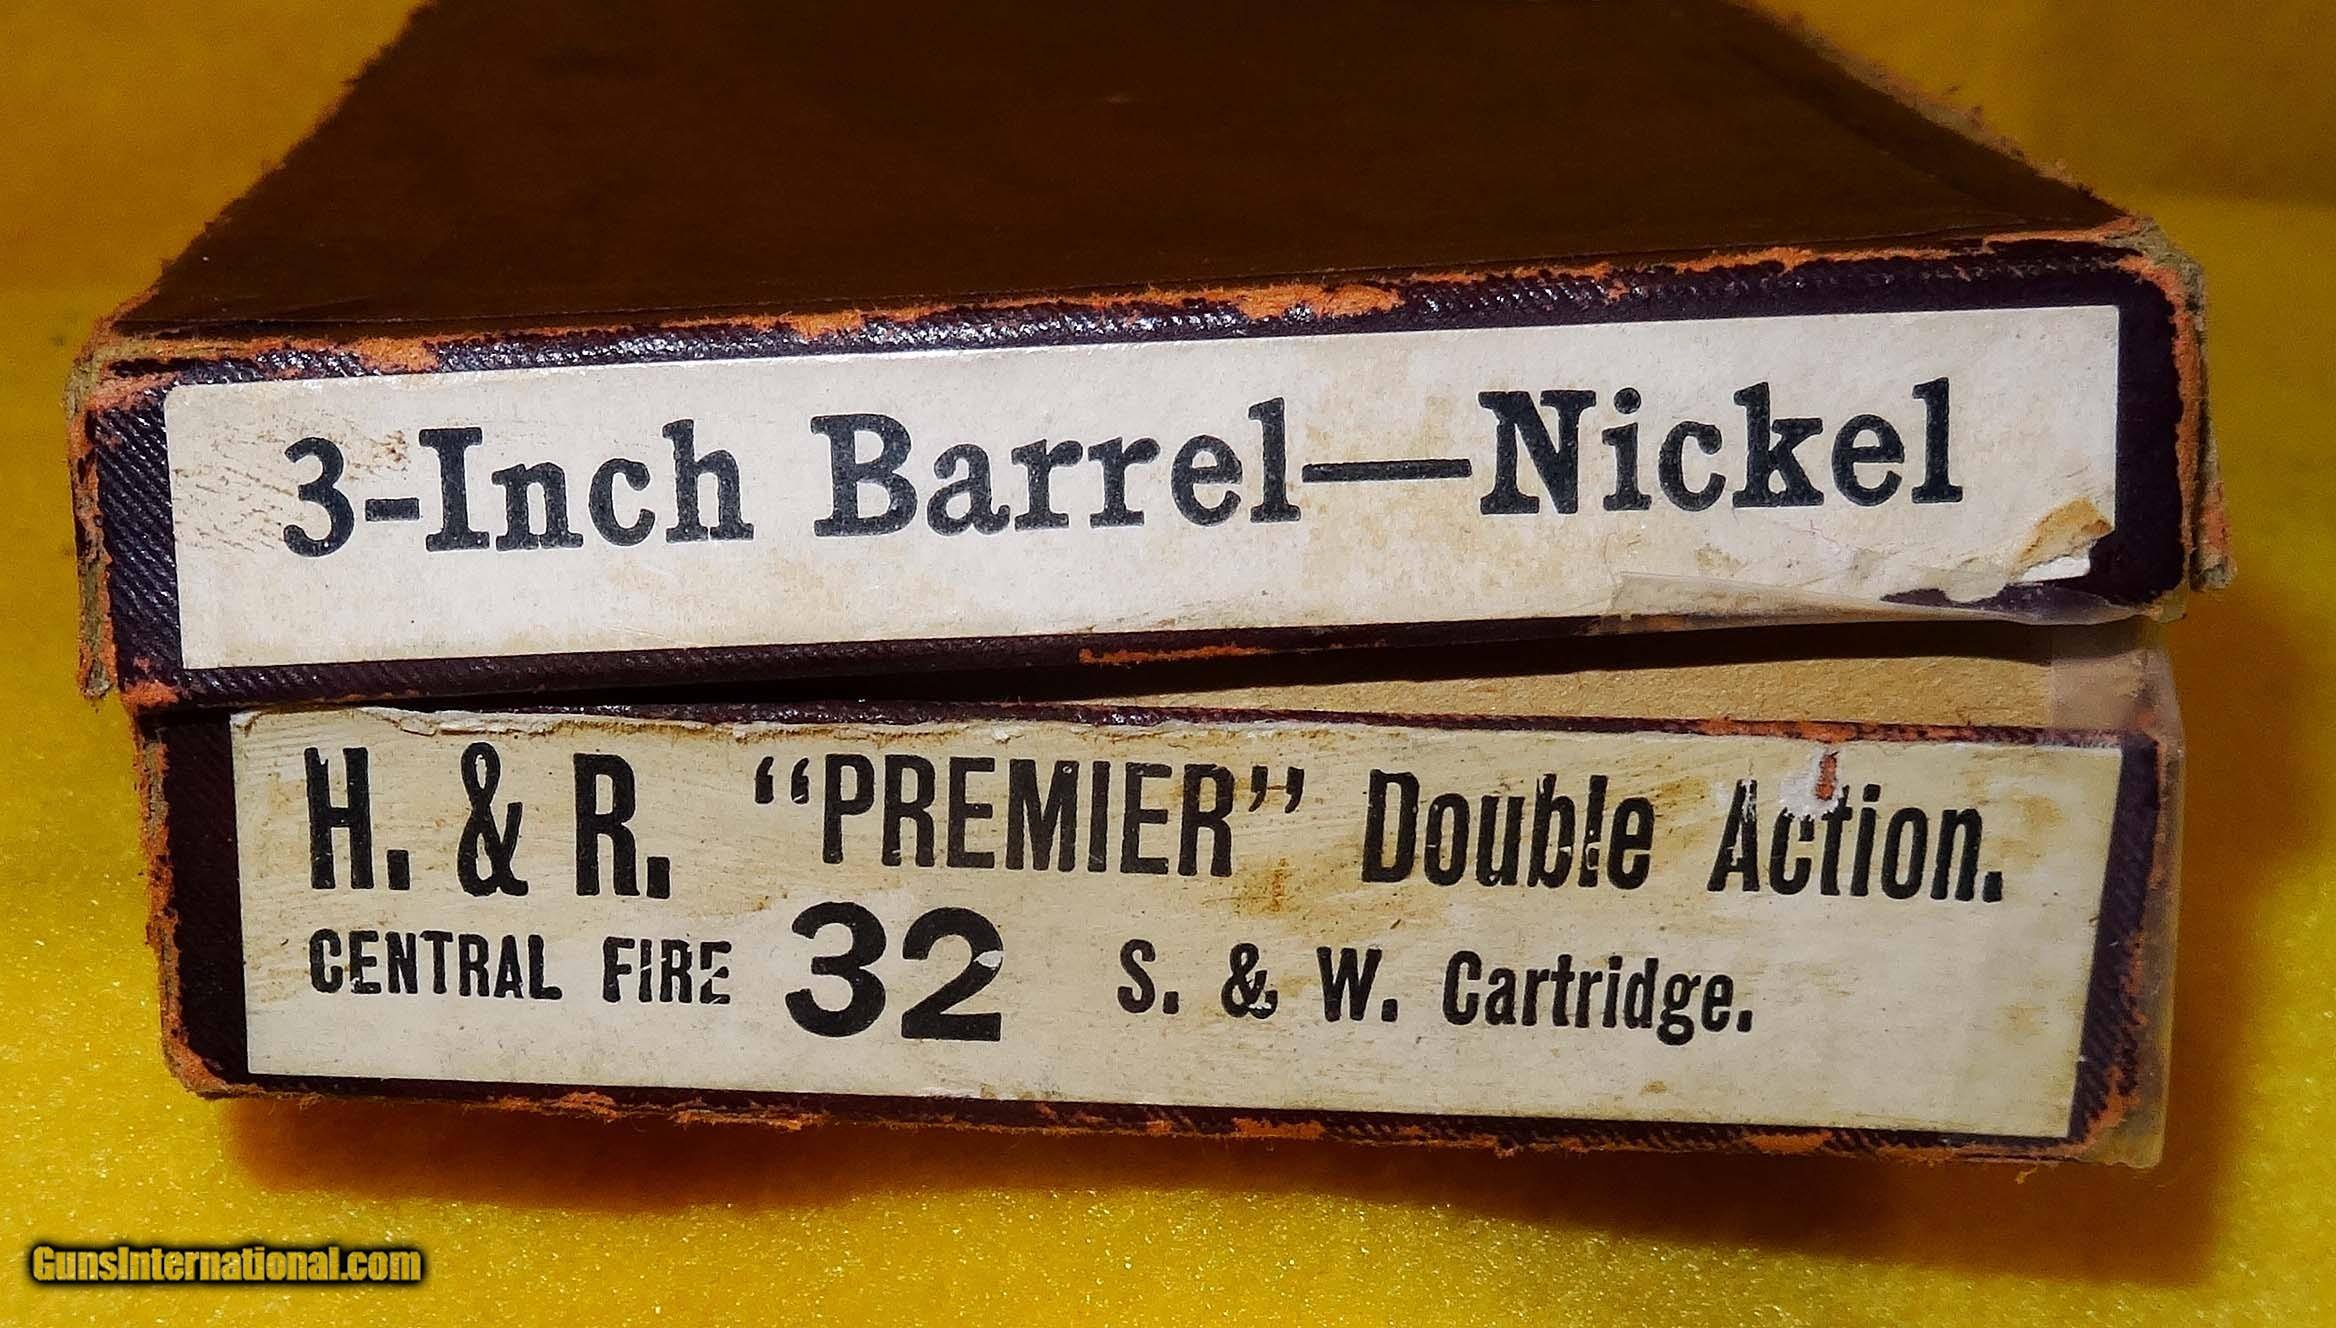 3-Inch Barrel—Nickel
H. & R. “PREMIER” Double Action.
CENTRAL FIRE 32 S. & W. Cartridge.
GunsInternational.com